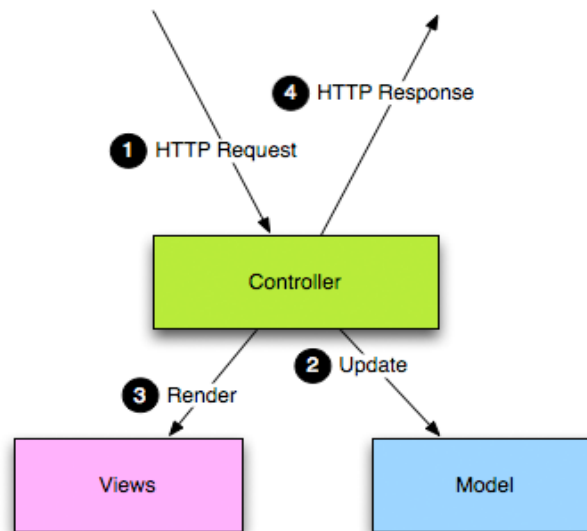 4 HTTP Response
1 HTTP Request
Controller
2 Update
3 Render
Views
Model